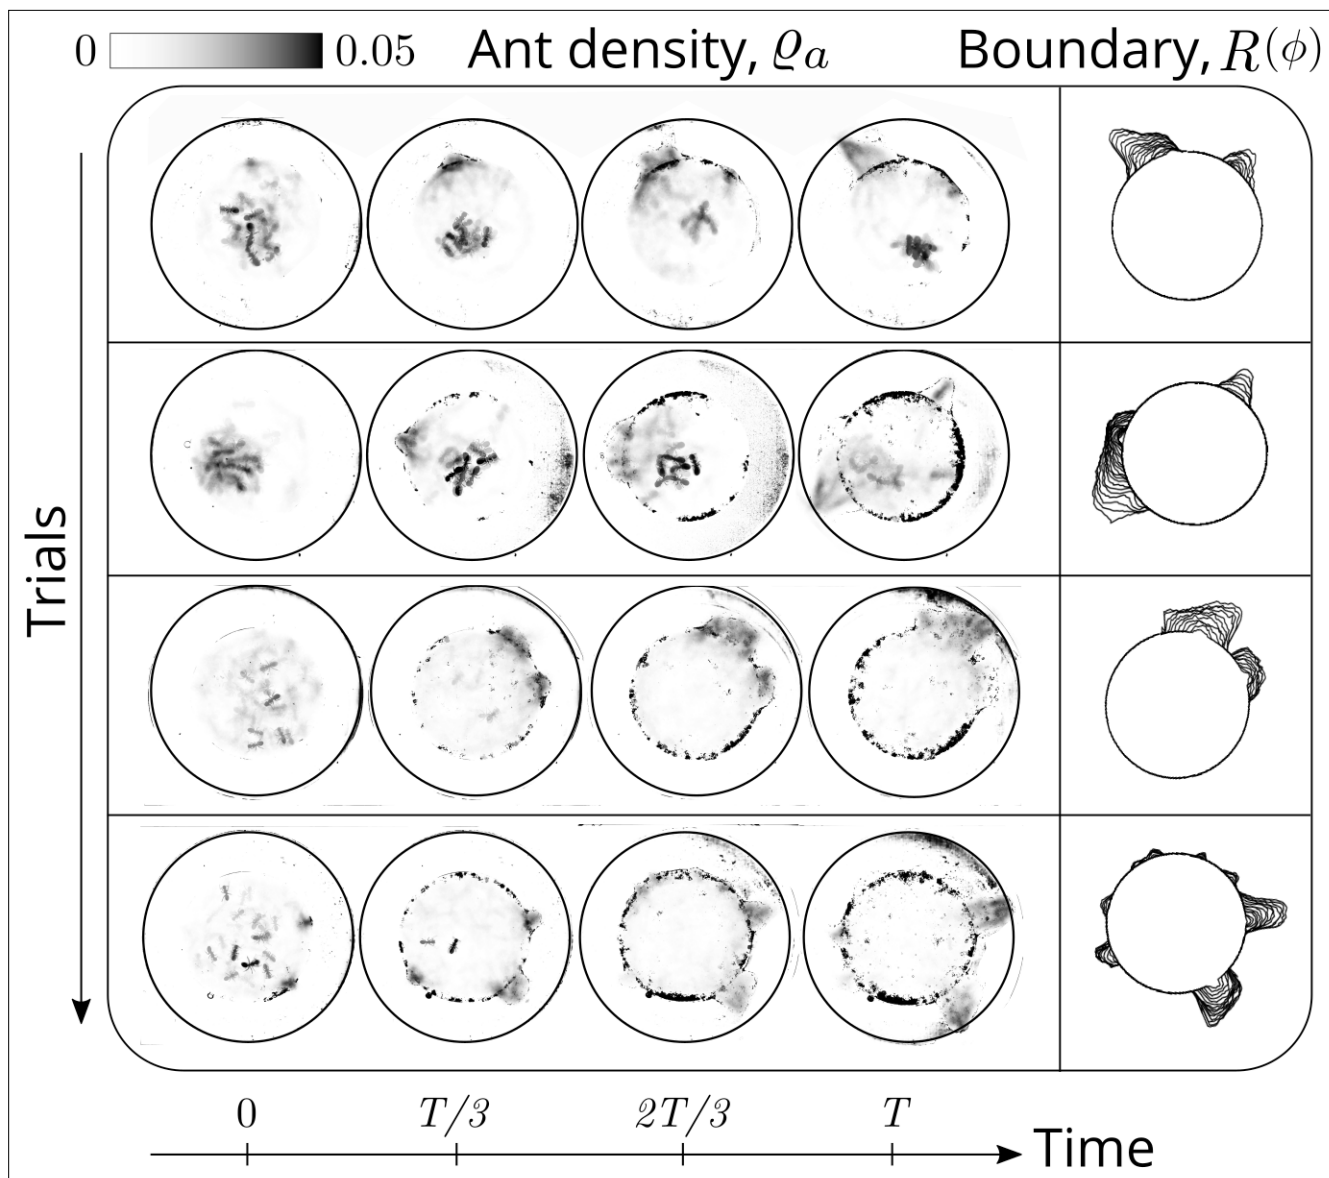 0 0.05 Ant density, ϱa Boundary, R(ϕ)
Trials
0 T/3 2T/3 T
Time